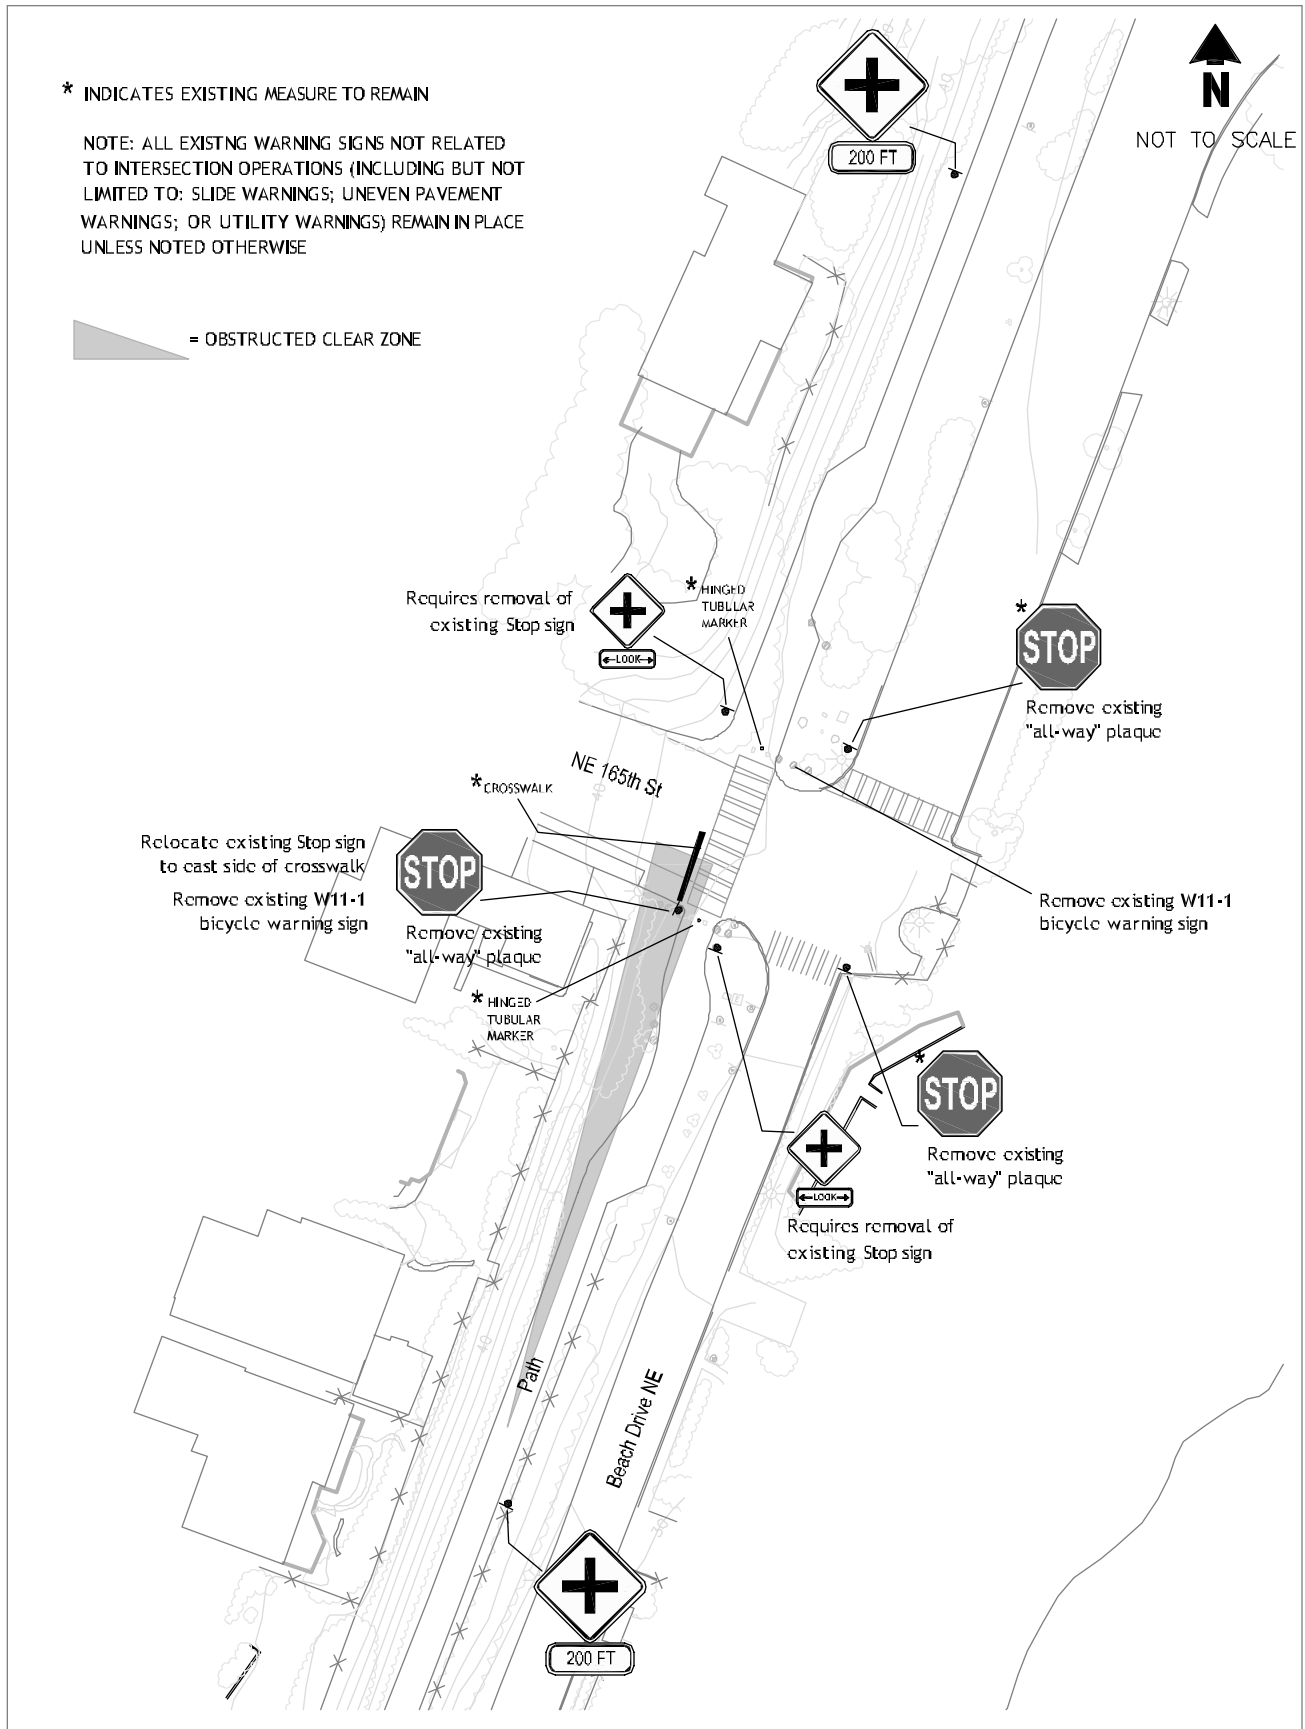 * INDICATES EXISTING MEASURE TO REMAIN
NOTE: ALL EXISTNG WARNING SIGNS NOT RELATED
TO INTERSECTION OPERATIONS (INCLUDING BUT NOT
LIMITED TO: SLIDE WARNINGS; UNEVEN PAVEMENT
WARNINGS; OR UTILITY WARNINGS) REMAIN IN PLACE
UNLESS NOTED OTHERWISE
= OBSTRUCTED CLEAR ZONE
200 FT
N
NOT TO SCALE
40
Requires removal of
existing Stop sign
LOOK
* HINGED
TUBULAR
MARKER
*
STOP
Remove existing
"all-way" plaque
NE 165th St
40
* CROSSWALK
Relocate existing Stop sign
to east side of crosswalk
Remove existing W11-1
bicycle warning sign
STOP
Remove existing
"all-way" plaque
Remove existing W11-1
bicycle warning sign
* HINGED
TUBULAR
MARKER
*
STOP
Remove existing
"all-way" plaque
LOOK
Requires removal of
existing Stop sign
40
Path
Beach Drive NE
30
200 FT